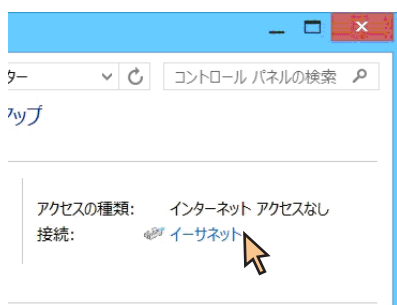 ター
コントロール パネルの検索
アップ
アクセスの種類: インターネット アクセスなし
接続: イーサネット